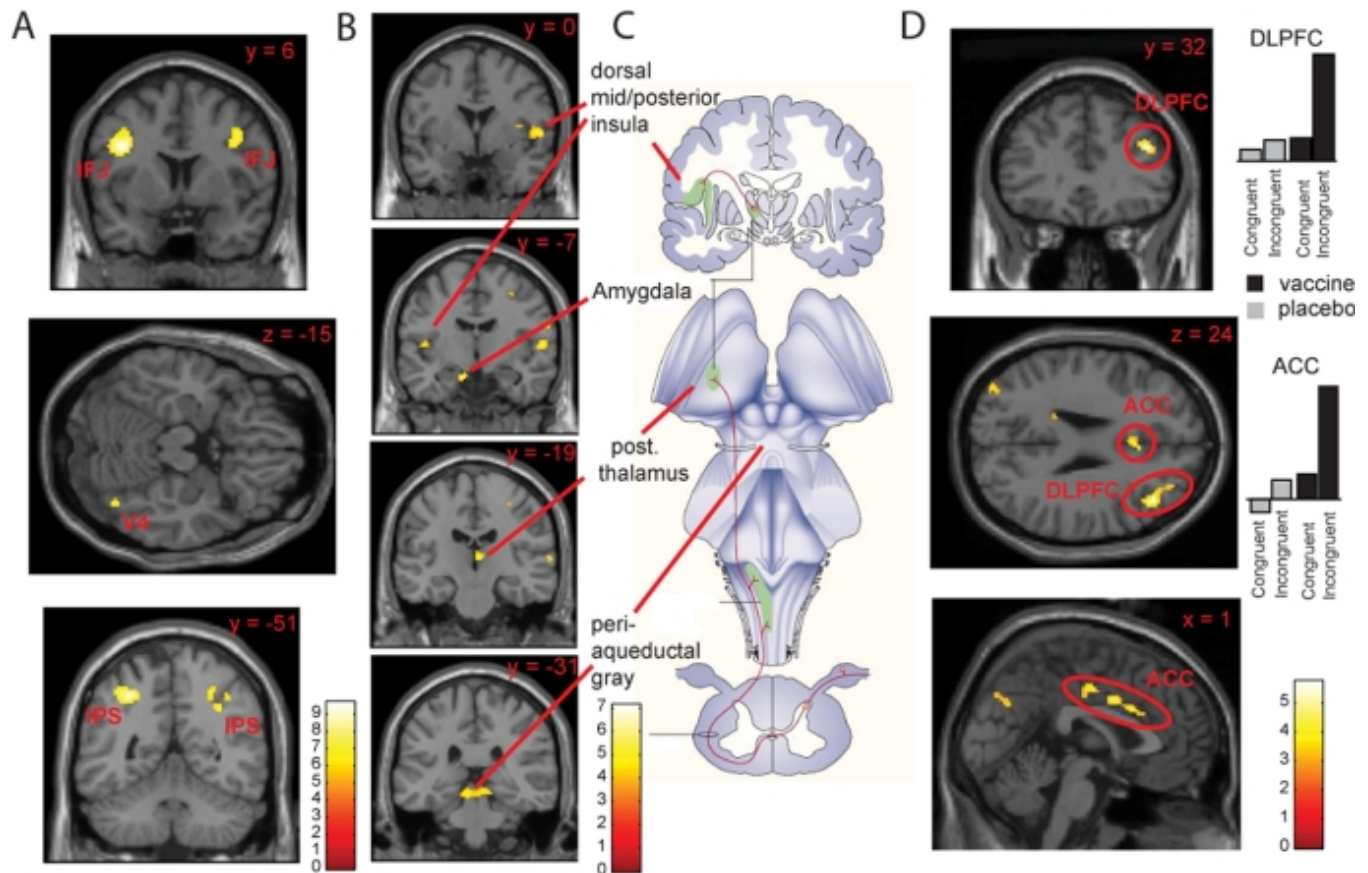 A
y = 6
IFJ
IFJ
z = -15
V4
y = -51
IPS
IPS
9
8
7
6
5
4
3
2
1
0
B
y = 0
y = -7
y = -19
y = -31
7
6
5
4
3
2
1
0
C
dorsal
mid/posterior
insula
Amygdala
post.
thalamus
peri-
aqueductal
gray
D
y = 32
DLPFC
DLPFC
Congruent
Incongruent
Congruent
Incongruent
vaccine
placebo
z = 24
ACC
DLPFC
ACC
Congruent
Incongruent
Congruent
Incongruent
x = 1
ACC
5
4
3
2
1
0